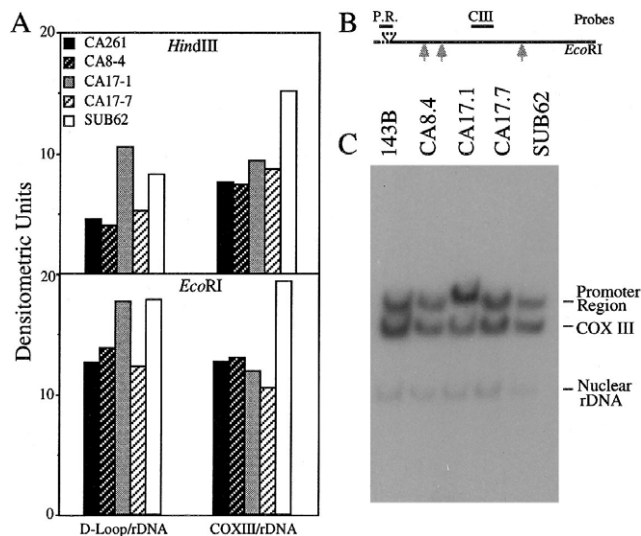 A
HindIII
CA261
CA8-4
CA17-1
CA17-7
SUB62
20
10
20
EcoRI
10
0
Densitometric Units
D-Loop/rDNA
COXIII/rDNA
B
P.R.
CIII
Probes
EcoRI
C
143B
CA8.4
CA17.1
CA17.7
SUB62
Promoter
Region
COX III
Nuclear
rDNA